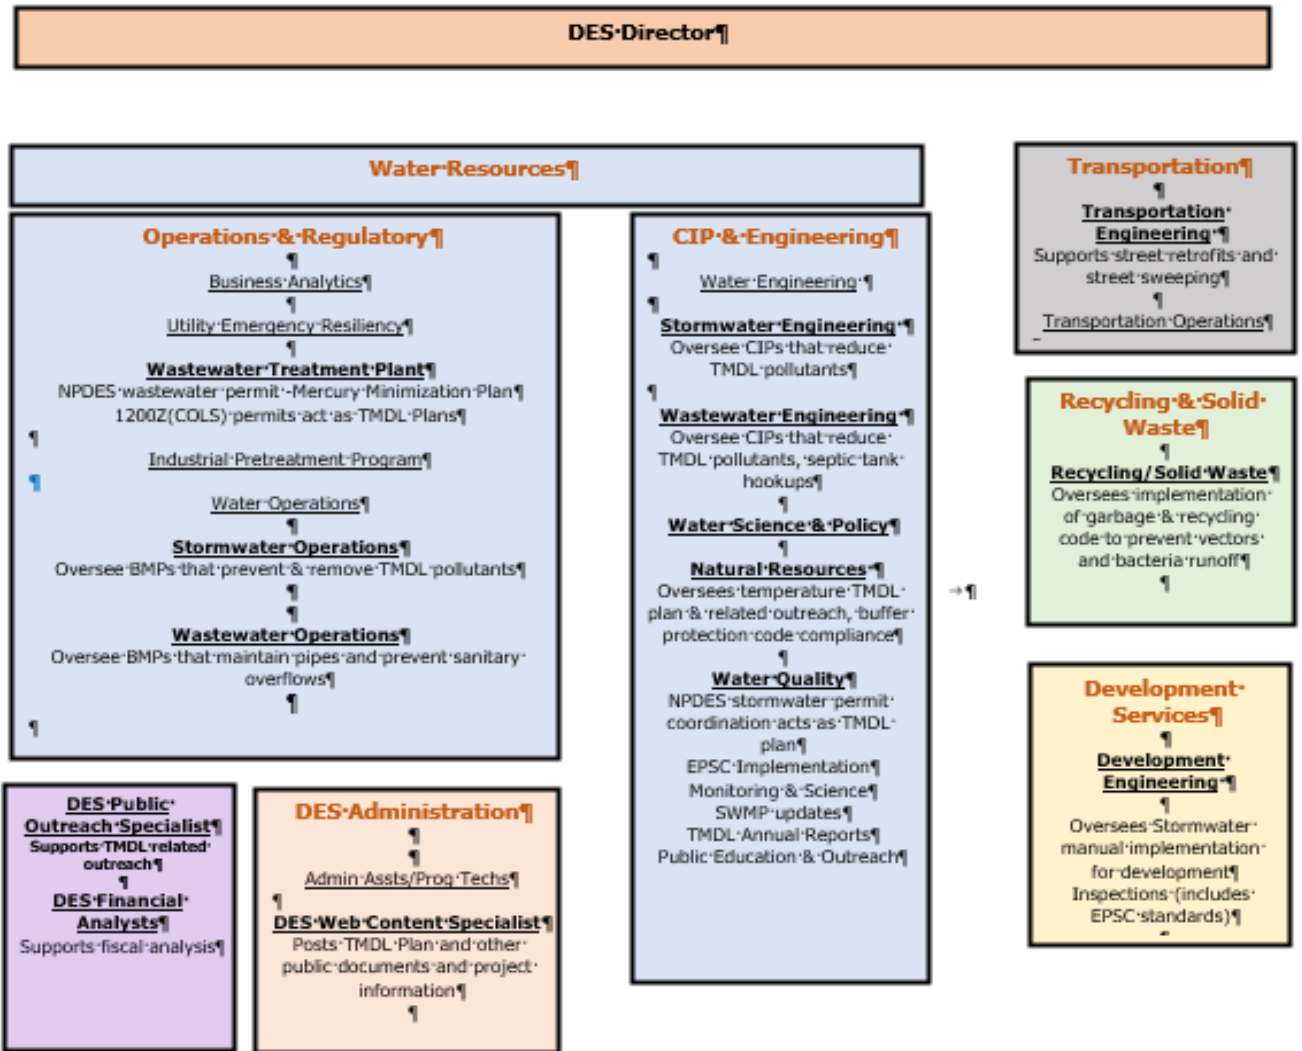 DES Director¶
Water Resources¶
Operations & Regulatory¶
¶
Business Analytics¶
¶
Utility Emergency Resiliency¶
¶
Wastewater Treatment Plant¶
NPDES wastewater permit -Mercury Minimization Plan¶
1200Z(COLS) permits act as TMDL Plans¶
¶
Industrial Pretreatment Program¶
¶
Water Operations¶
¶
Stormwater Operations¶
Oversee BMPs that prevent & remove TMDL pollutants¶
¶
¶
Wastewater Operations¶
Oversee BMPs that maintain pipes and prevent sanitary
overflows¶
¶
¶
CIP & Engineering¶
¶
Water Engineering ¶
¶
Stormwater Engineering ¶
Oversee CIPs that reduce
TMDL pollutants¶
¶
Wastewater Engineering¶
Oversee CIPs that reduce
TMDL pollutants, septic tank
hookups¶
¶
Water Science & Policy¶
¶
Natural Resources ¶
Oversees temperature TMDL
plan & related outreach, buffer
protection code compliance¶
¶
Water Quality¶
NPDES stormwater permit
coordination acts as TMDL
plan¶
EPSC Implementation¶
Monitoring & Science¶
SWMP updates¶
TMDL Annual Reports¶
Public Education & Outreach¶
→¶
Transportation¶
¶
Transportation
Engineering ¶
Supports street retrofits and
street sweeping¶
¶
Transportation Operations¶
Recycling & Solid
Waste¶
¶
Recycling/Solid Waste¶
Oversees implementation
of garbage & recycling
code to prevent vectors
and bacteria runoff¶
¶
Development
Services¶
¶
Development
Engineering ¶
¶
Oversees Stormwater
manual implementation
for development¶
Inspections (includes
EPSC standards)¶
DES Public
Outreach Specialist¶
Supports TMDL related
outreach¶
¶
DES Financial
Analysts¶
Supports fiscal analysis¶
DES Administration¶
¶
¶
Admin Assts/Prog Techs¶
¶
DES Web Content Specialist¶
Posts TMDL Plan and other
public documents and project
information¶
¶